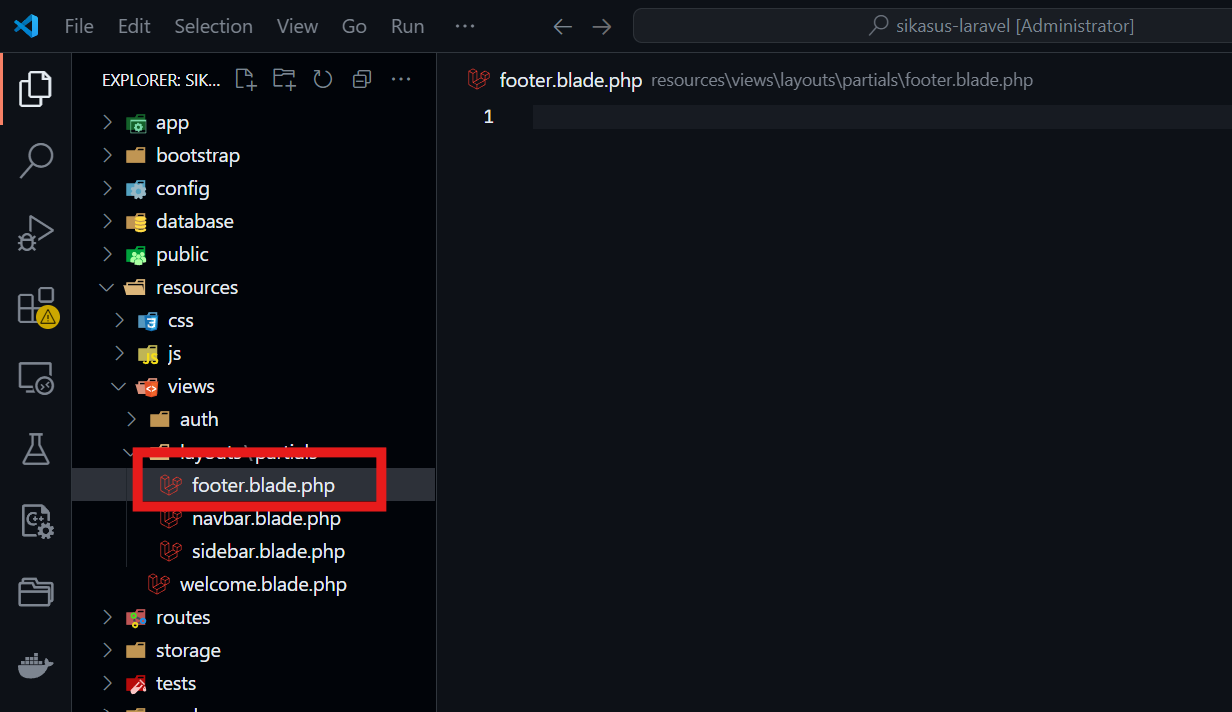 File Edit Selection View Go Run ... sikasus-laravel [Administrator]
EXPLORER: SIK...
footer.blade.php resources\views\layouts\partials\footer.blade.php
1
app
bootstrap
config
database
public
resources
css
js
views
auth
layouts\partials
footer.blade.php
navbar.blade.php
sidebar.blade.php
welcome.blade.php
routes
storage
tests